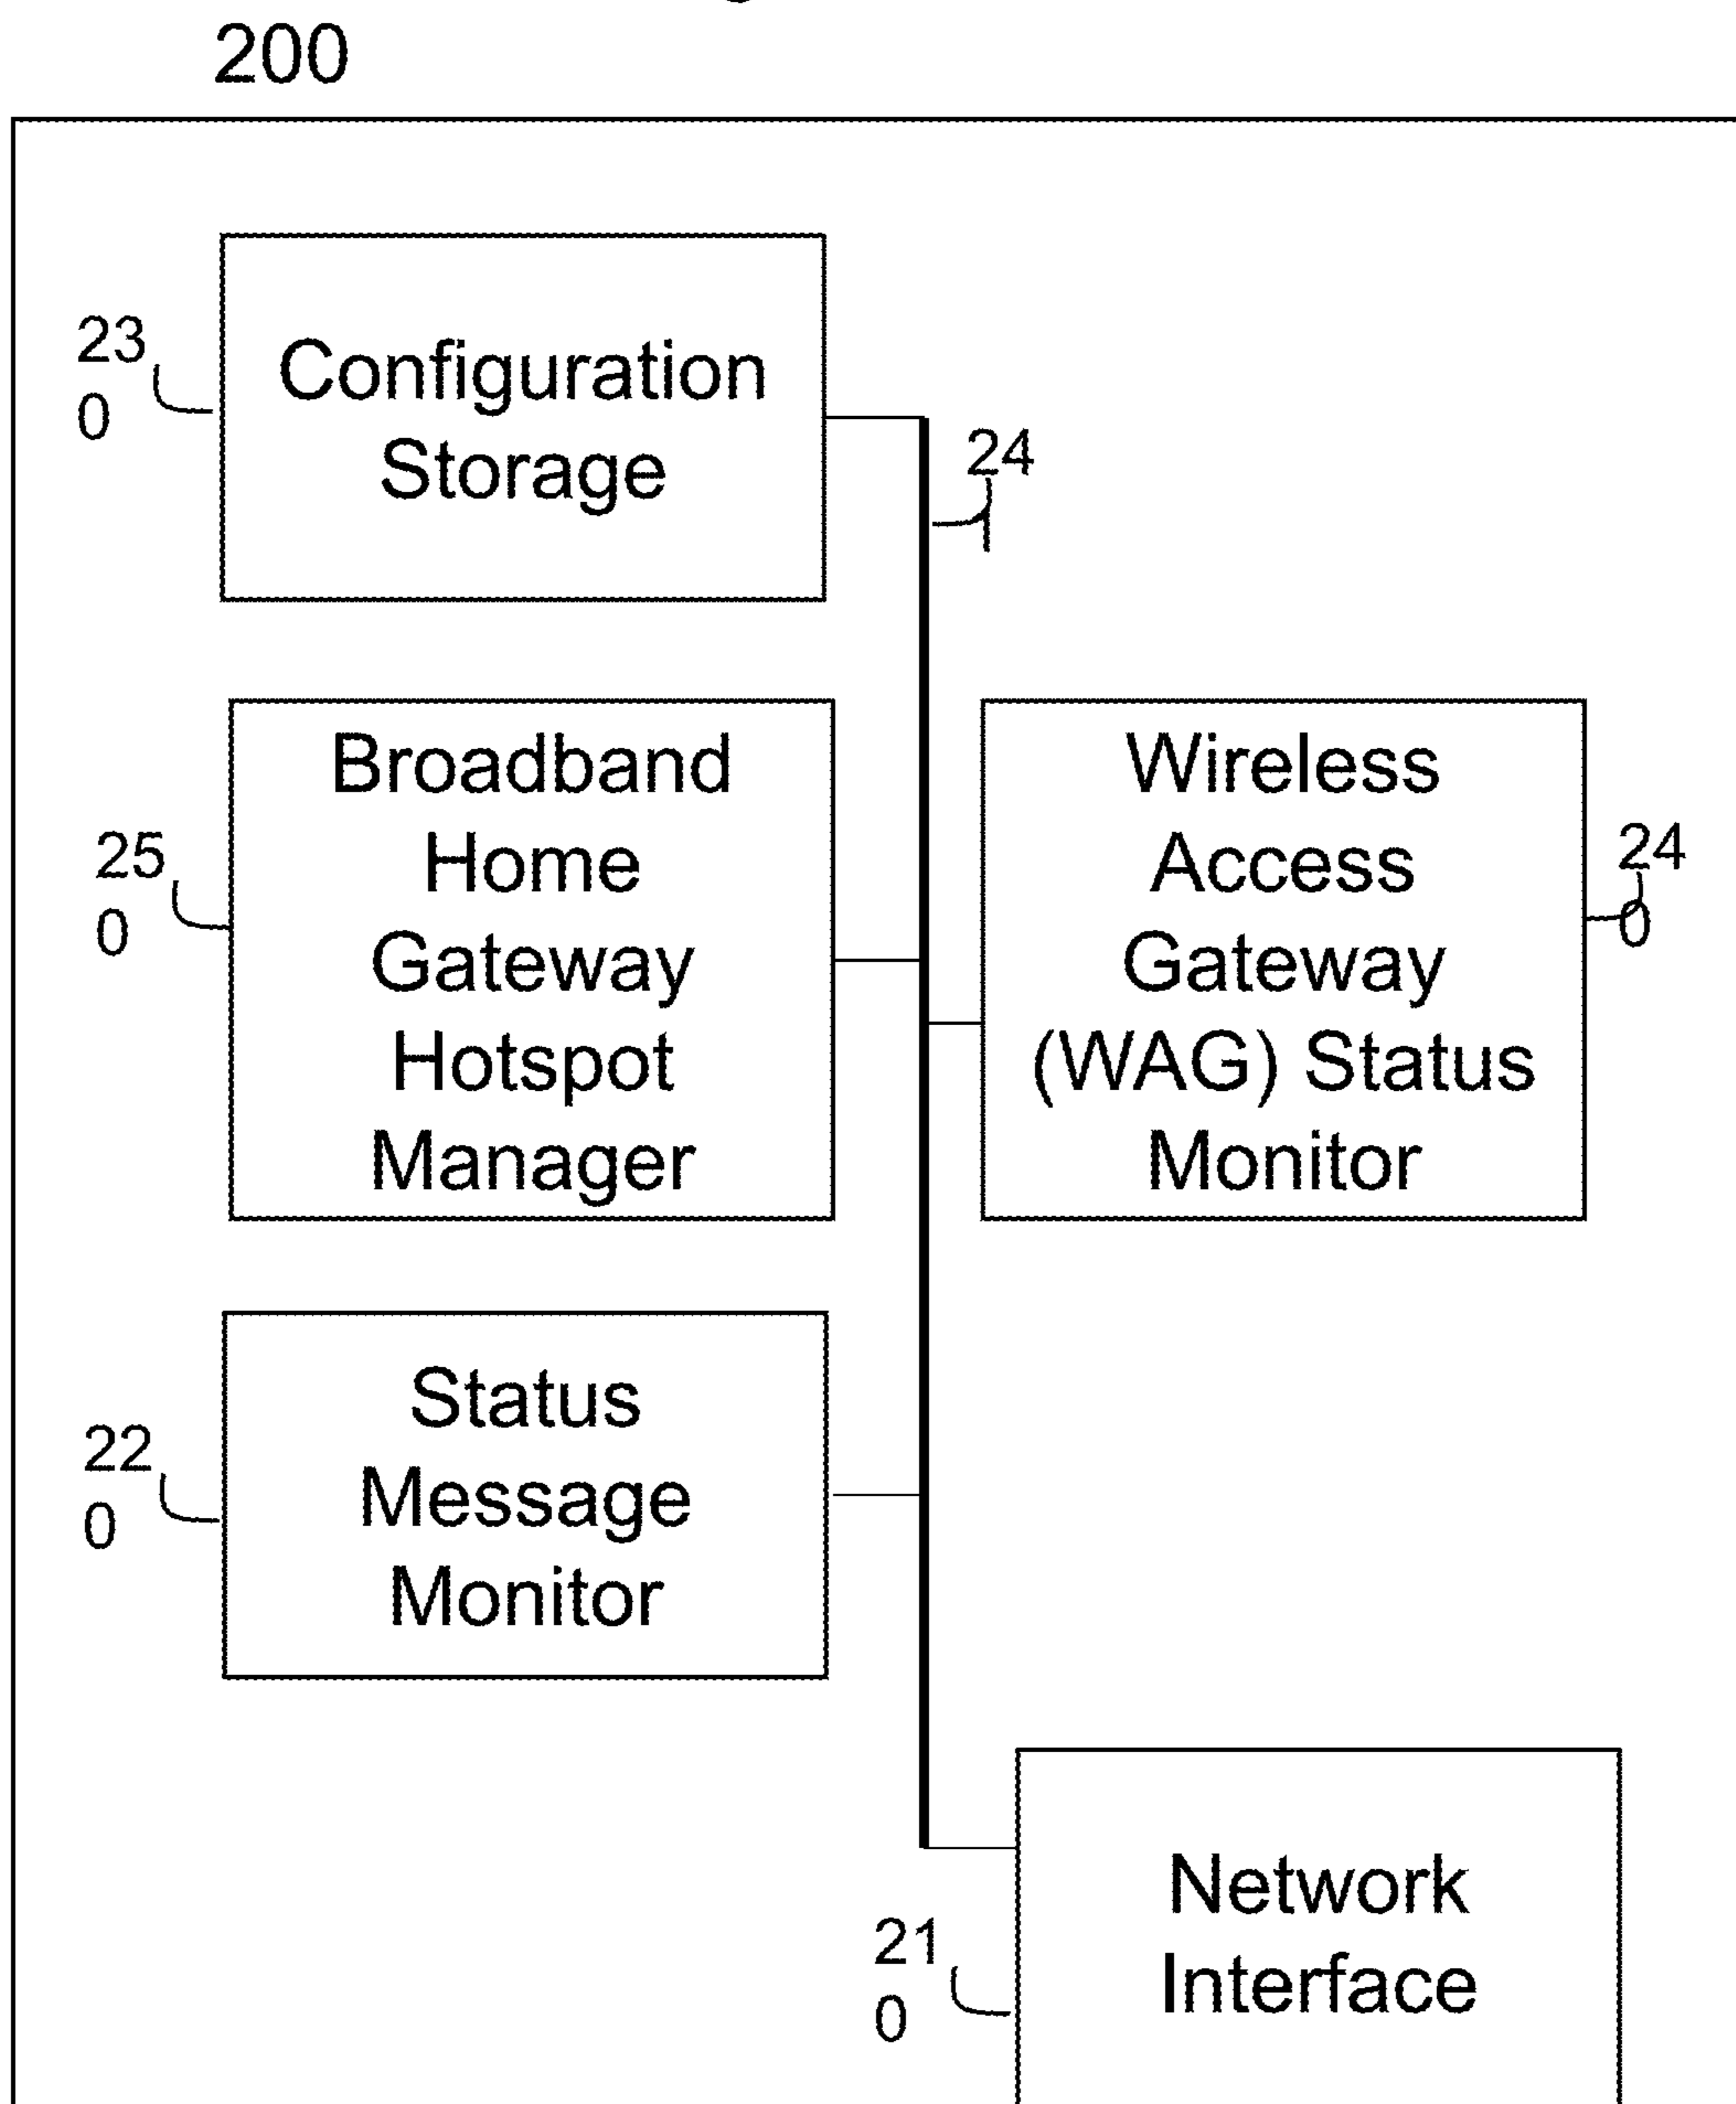 200
23
0
Configuration
Storage
24
1
Broadband
Home
Gateway
Hotspot
Manager
25
0
Wireless
Access
Gateway
(WAG) Status
Monitor
24
0
Status
Message
Monitor
22
0
Network
Interface
21
0